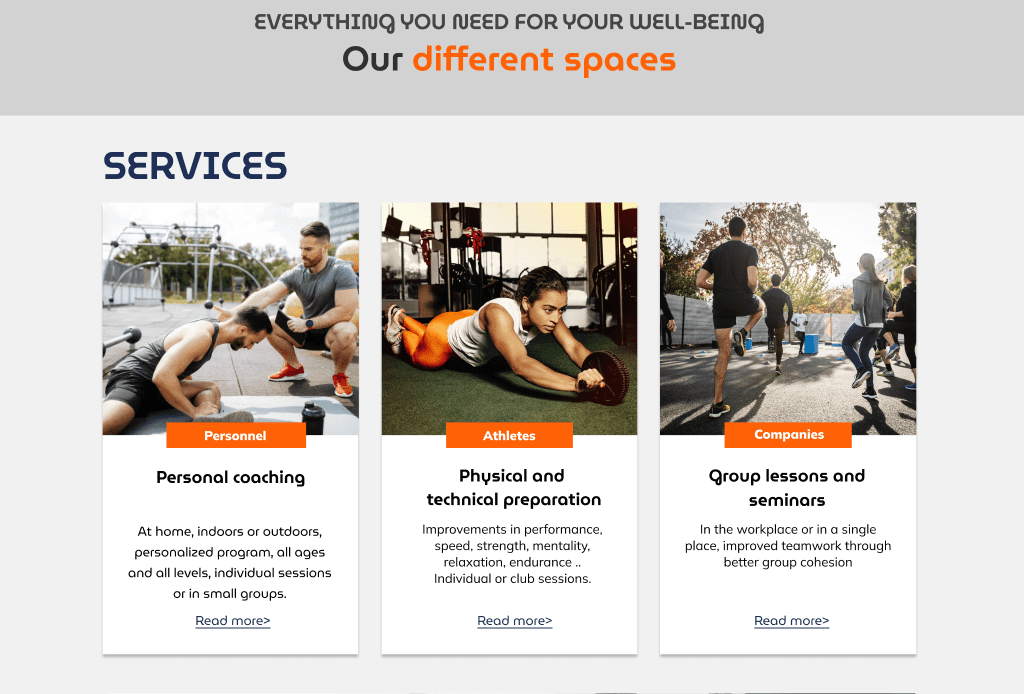 EVERYTHING YOU NEED FOR YOUR WELL-BEING
Our different spaces
SERVICES
Personnel
Personal coaching
At home, indoors or outdoors,
personalized program, all ages
and all levels, individual sessions
or in small groups.
Read more>
Athletes
Physical and
technical preparation
Improvements in performance,
speed, strength, mentality,
relaxation, endurance ..
Individual or club sessions.
Read more>
Companies
Group lessons and
seminars
In the workplace or in a single
place, improved teamwork through
better group cohesion
Read more>